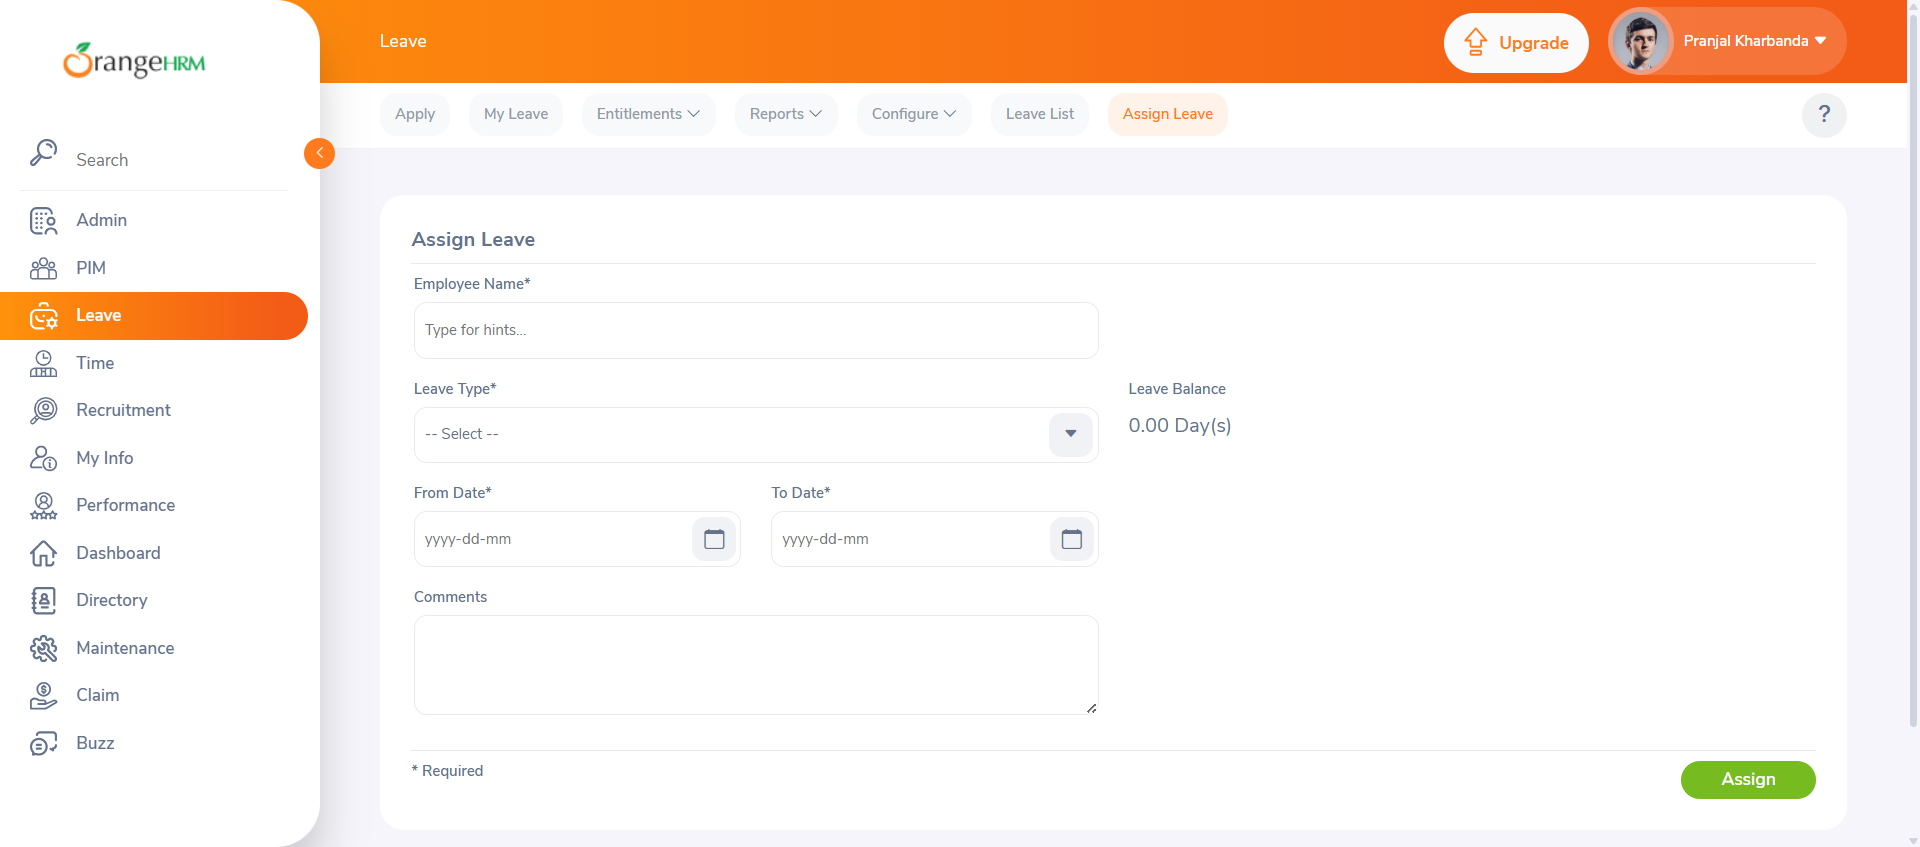 OrangeHRM
Leave
Upgrade
Pranjal Kharbanda
Apply
My Leave
Entitlements
Reports
Configure
Leave List
Assign Leave
?
Search
Admin
PIM
Leave
Time
Recruitment
My Info
Performance
Dashboard
Directory
Maintenance
Claim
Buzz
Assign Leave
Employee Name*
Type for hints...
Leave Type*
Leave Balance
-- Select --
0.00 Day(s)
From Date*
To Date*
yyyy-dd-mm
yyyy-dd-mm
Comments
* Required
Assign